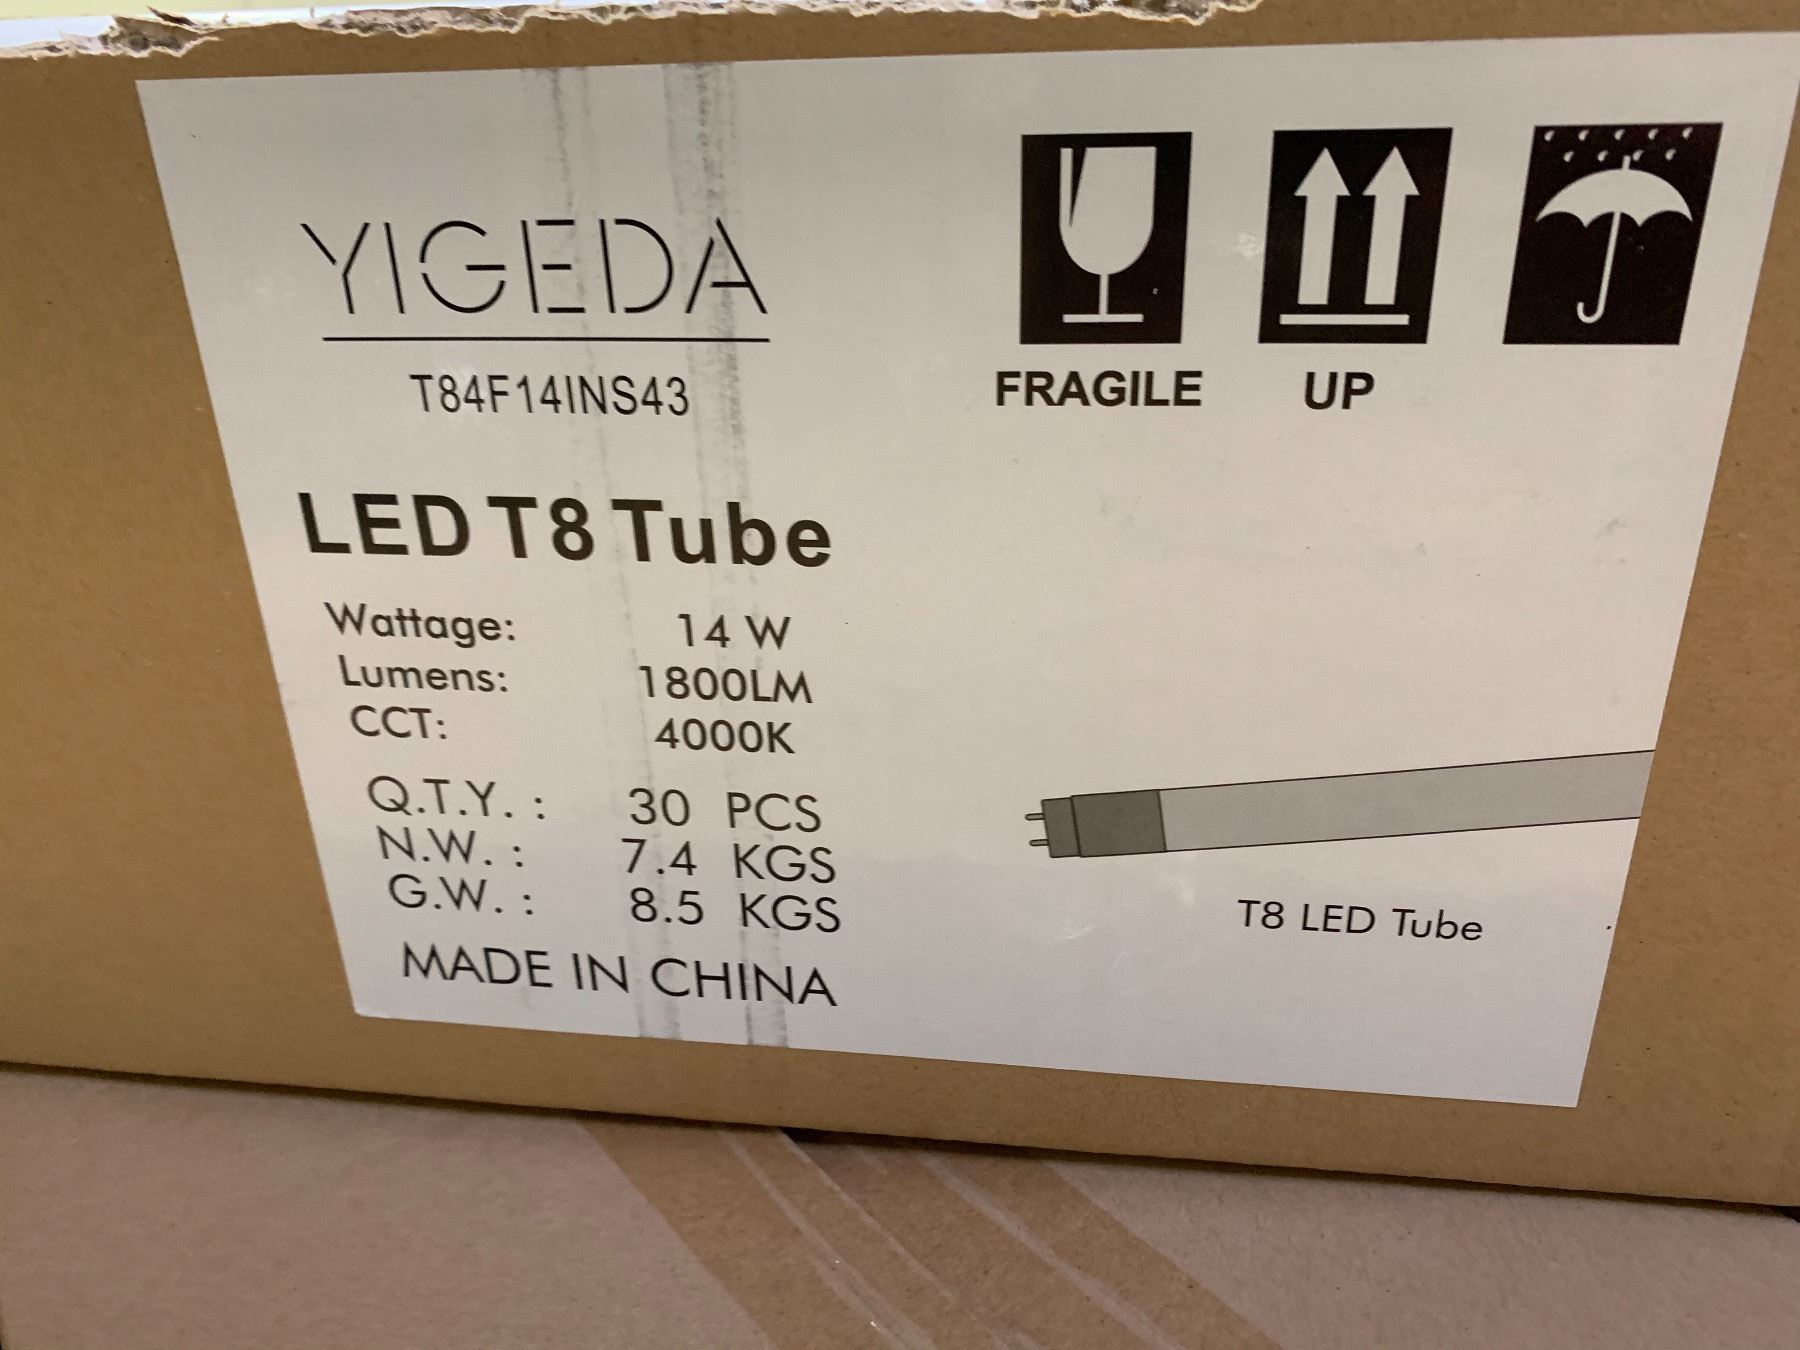 YIGEDA
T84F14INS43
FRAGILE
UP
LED T8 Tube
Wattage: 14 W
Lumens: 1800LM
CCT: 4000K
Q.T.Y. : 30 PCS
N.W. : 7.4 KGS
G.W. : 8.5 KGS
MADE IN CHINA
T8 LED Tube